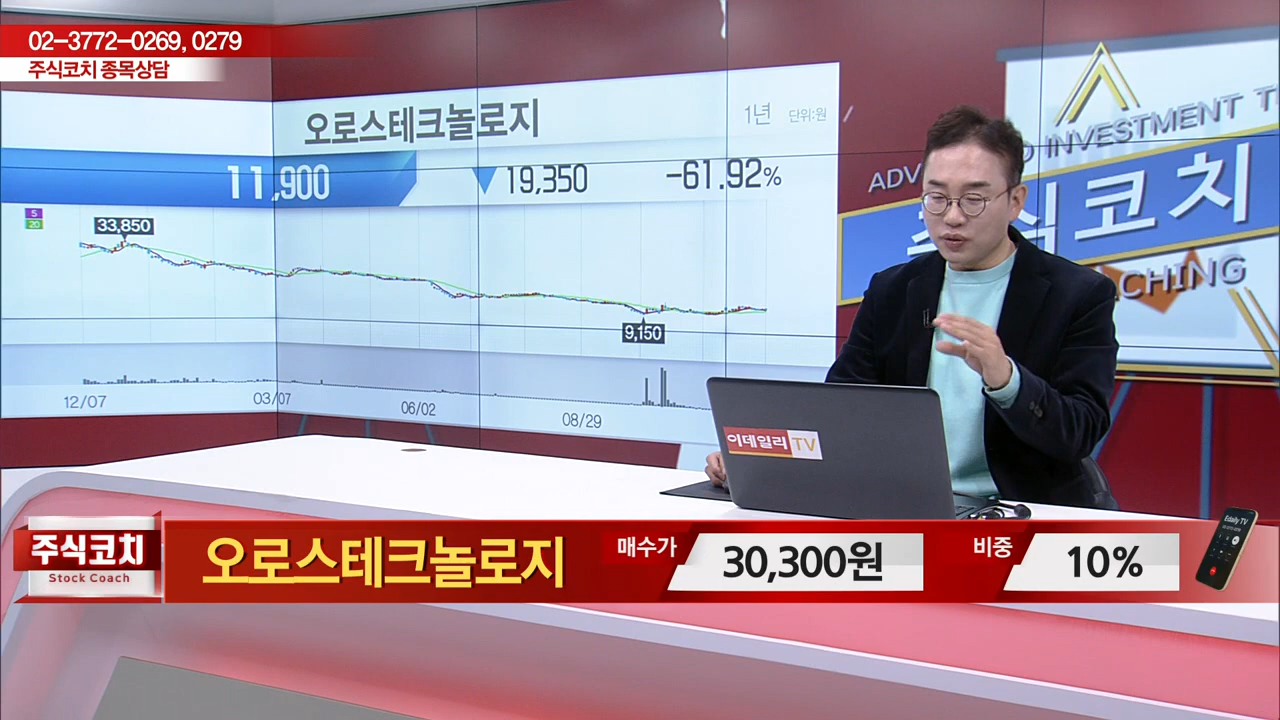 02-3772-0269, 0279
주식코치 종목상담
오로스테크놀로지
1년 단위:원
11,900 ▼19,350 -61.92%
5
20
33,850
9,150
12/07 03/07 06/02 08/29
INVESTMENT
주식코치
이데일리TV
주식코치
Stock Coach
오로스테크놀로지
매수가 30,300원
비중 10%
Edaily TV